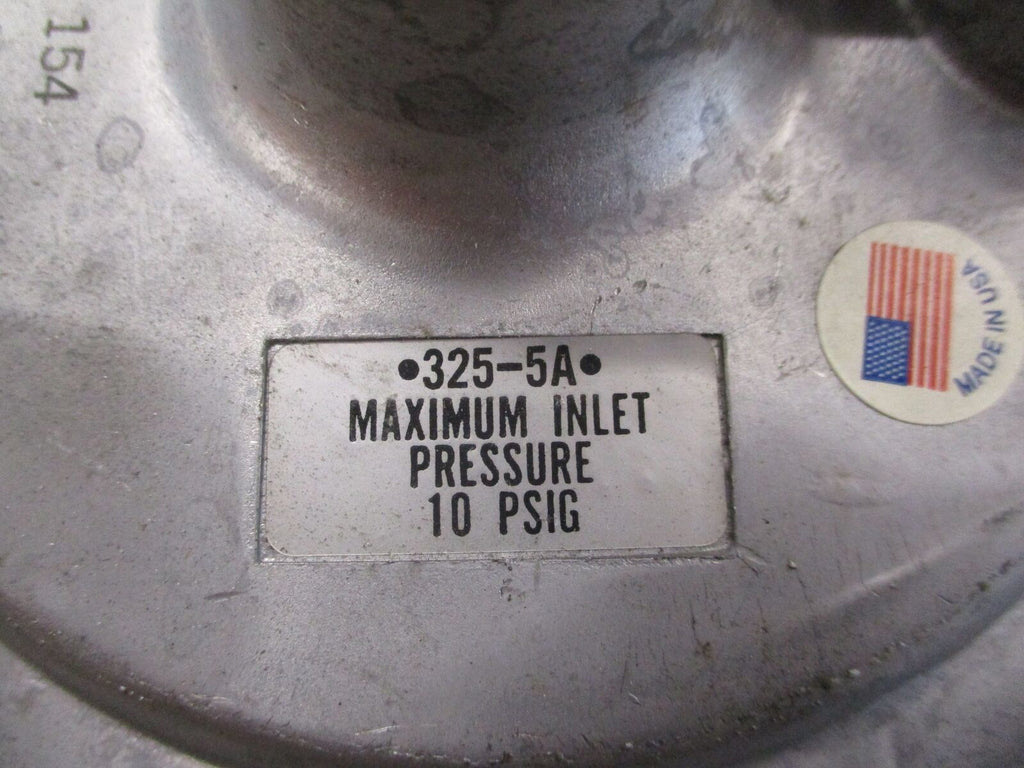 154
•325-5A•
MAXIMUM INLET
PRESSURE
10 PSIG
MADE IN USA